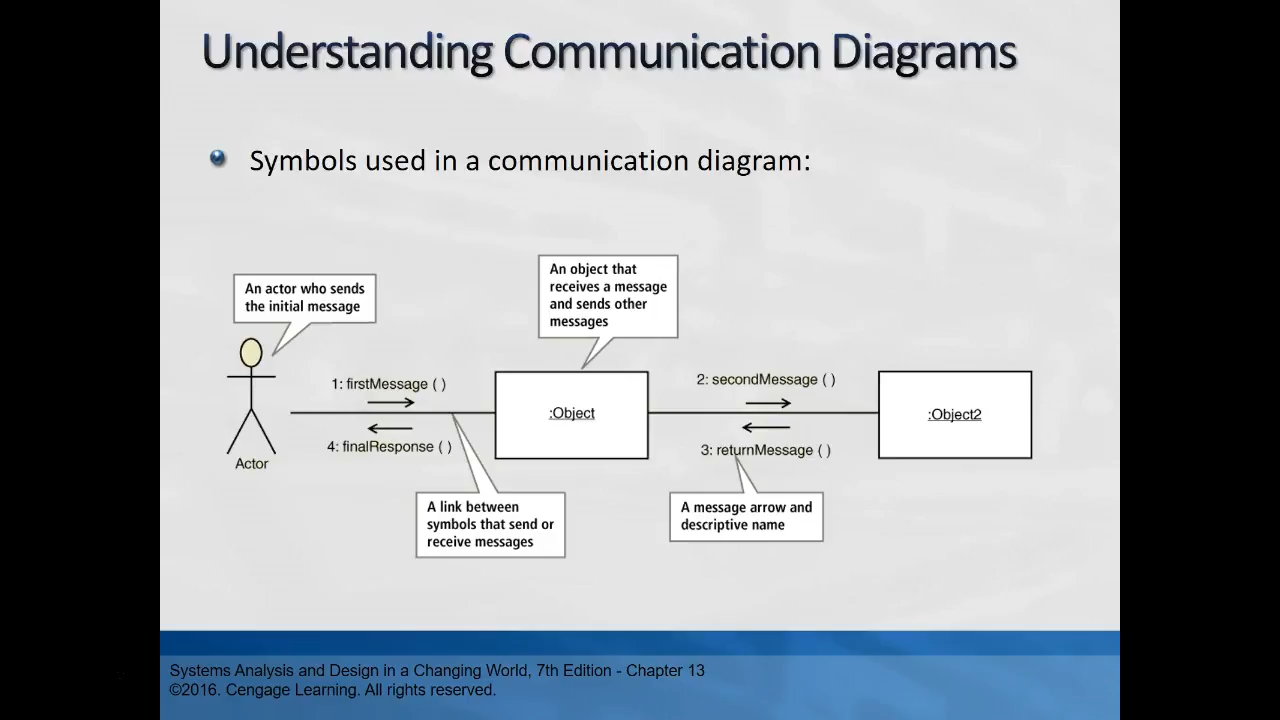 Understanding Communication Diagrams
Symbols used in a communication diagram:
An actor who sends
the initial message
An object that
receives a message
and sends other
messages
1: firstMessage ( )
2: secondMessage ( )
:Object
:Object2
4: finalResponse ( )
3: returnMessage ( )
Actor
A link between
symbols that send or
receive messages
A message arrow and
descriptive name
Systems Analysis and Design in a Changing World, 7th Edition - Chapter 13
©2016. Cengage Learning. All rights reserved.